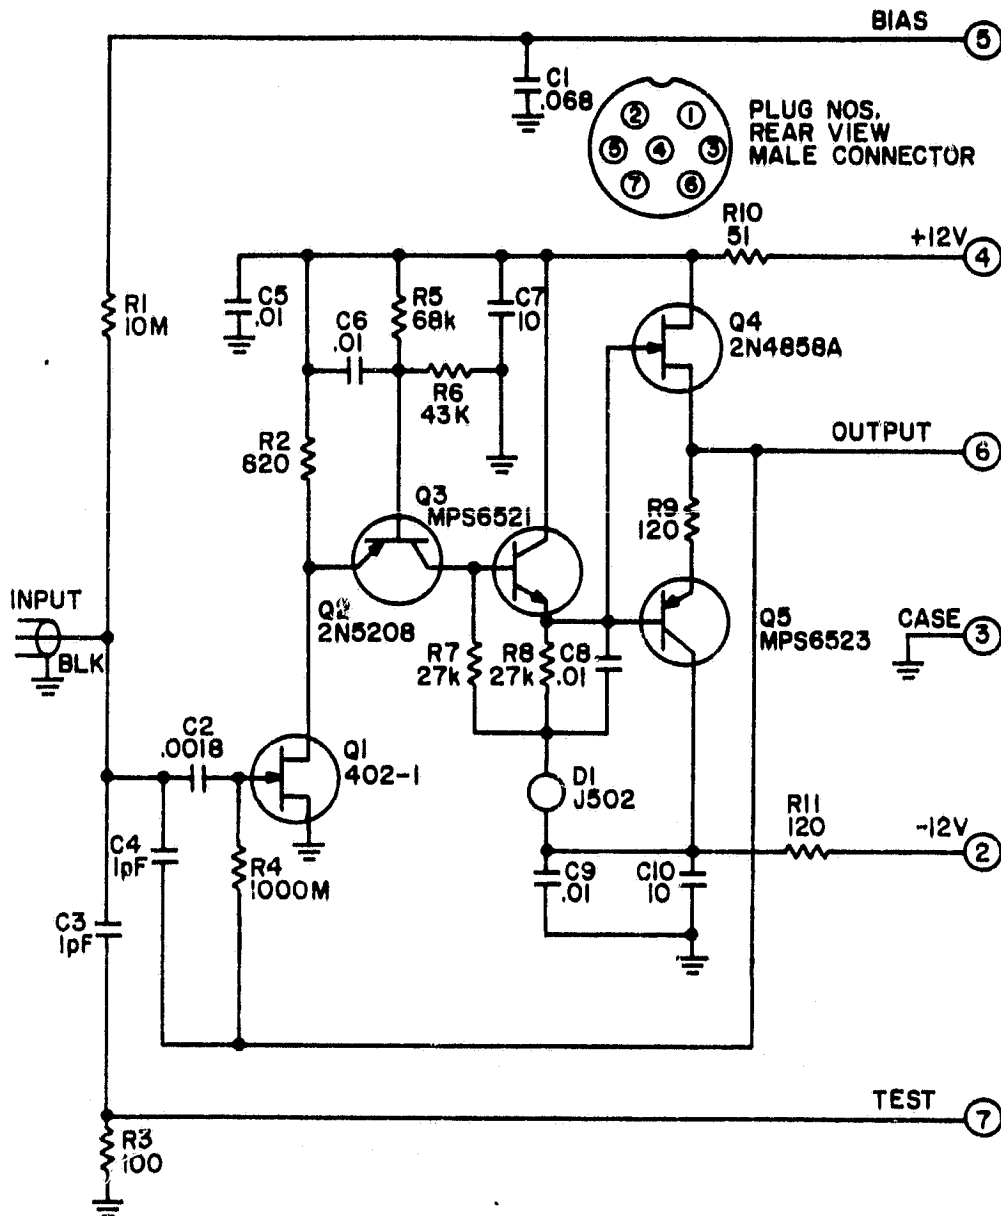 BIAS
5
C1
.068
PLUG NOS.
REAR VIEW
MALE CONNECTOR
2
1
5
4
3
7
6
R10
51
+12V
4
R1
10M
C5
.01
C6
.01
R5
68k
C7
10
Q4
2N4858A
R6
43K
R2
820
OUTPUT
6
Q3
MPS6521
R9
120
INPUT
BLK
Q2
2N5208
R7
27k
R8
27k
C8
.01
Q5
MPS6523
CASE
3
C2
.0018
Q1
402-1
D1
J502
R11
120
-12V
2
C4
1pF
R4
1000M
C9
.01
C10
10
C3
1pF
TEST
7
R3
100